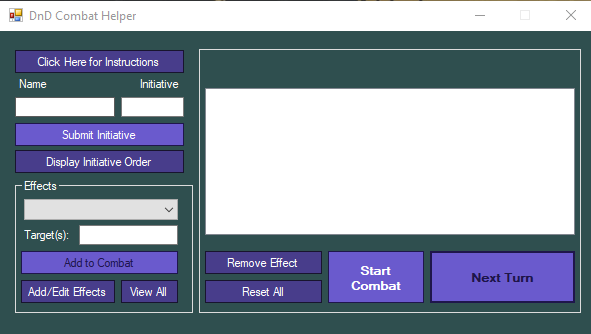 DnD Combat Helper
Click Here for Instructions
Name Initiative
Submit Initiative
Display Initiative Order
Effects
Target(s):
Add to Combat
Add/Edit Effects View All
Remove Effect
Reset All
Start
Combat
Next Turn